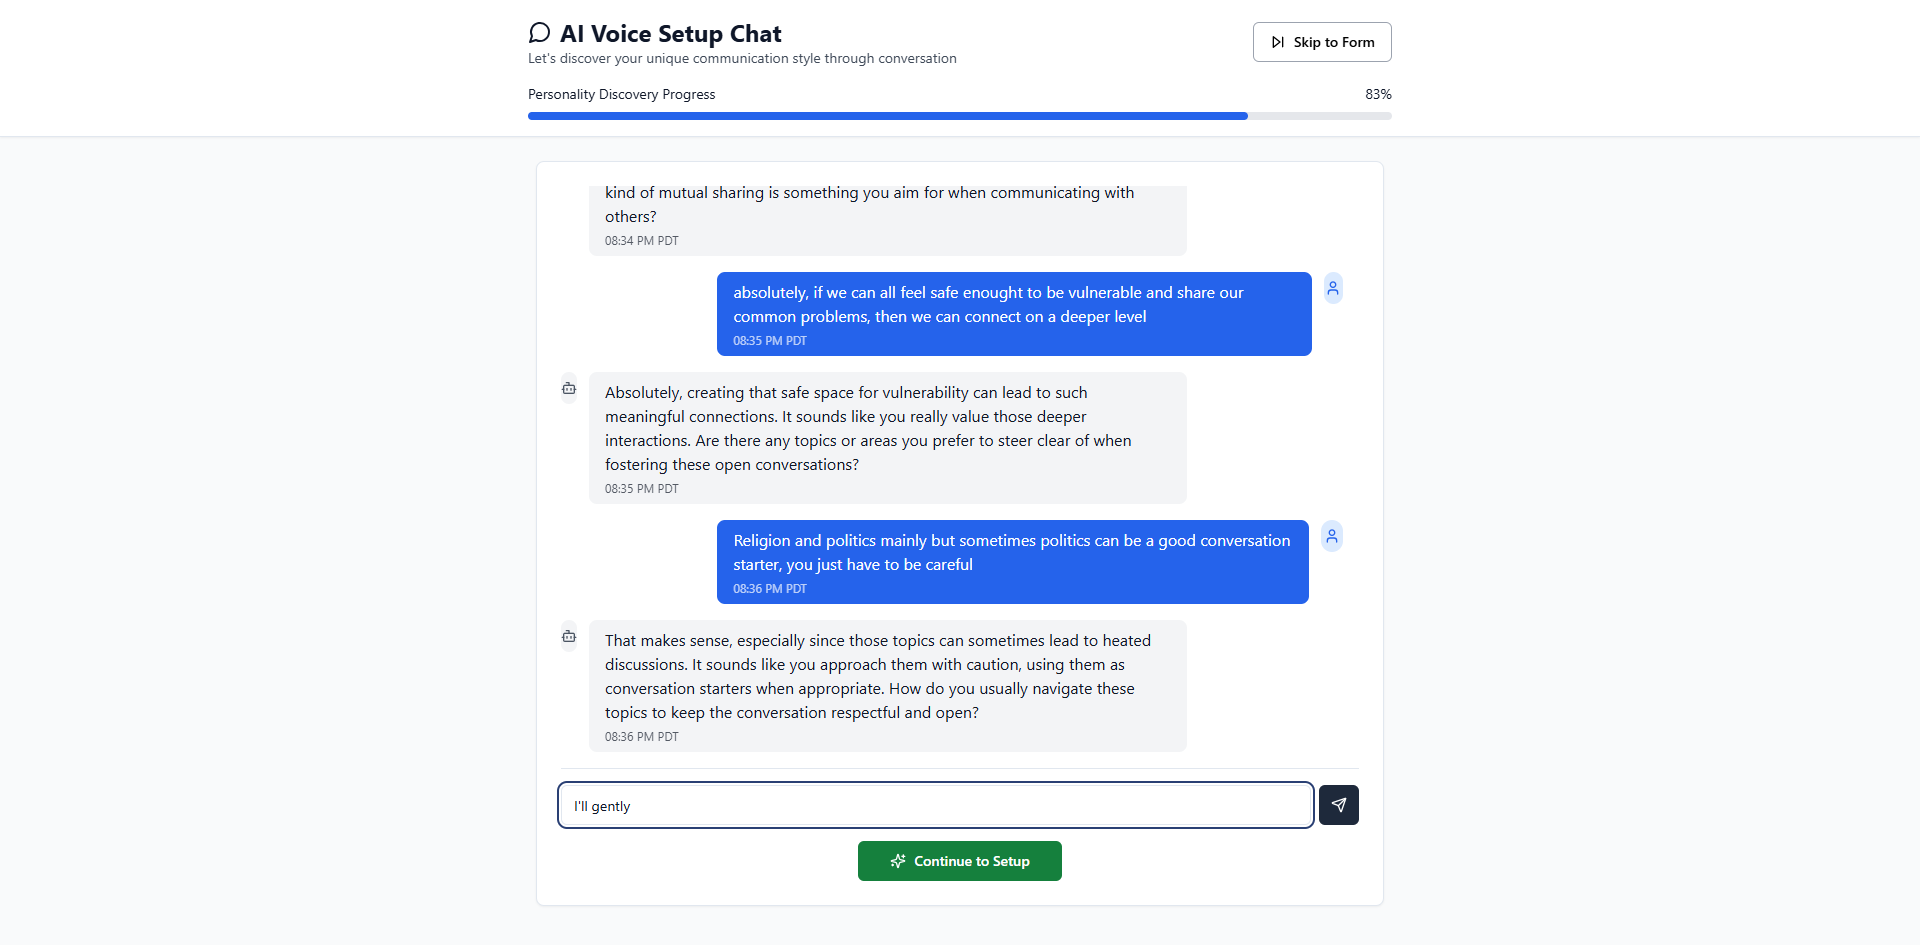 AI Voice Setup Chat
Let's discover your unique communication style through conversation
Skip to Form
Personality Discovery Progress
83%
kind of mutual sharing is something you aim for when communicating with
others?
08:34 PM PDT
absolutely, if we can all feel safe enought to be vulnerable and share our
common problems, then we can connect on a deeper level
08:35 PM PDT
Absolutely, creating that safe space for vulnerability can lead to such
meaningful connections. It sounds like you really value those deeper
interactions. Are there any topics or areas you prefer to steer clear of when
fostering these open conversations?
08:35 PM PDT
Religion and politics mainly but sometimes politics can be a good conversation
starter, you just have to be careful
08:36 PM PDT
That makes sense, especially since those topics can sometimes lead to heated
discussions. It sounds like you approach them with caution, using them as
conversation starters when appropriate. How do you usually navigate these
topics to keep the conversation respectful and open?
08:36 PM PDT
I'll gently
Continue to Setup